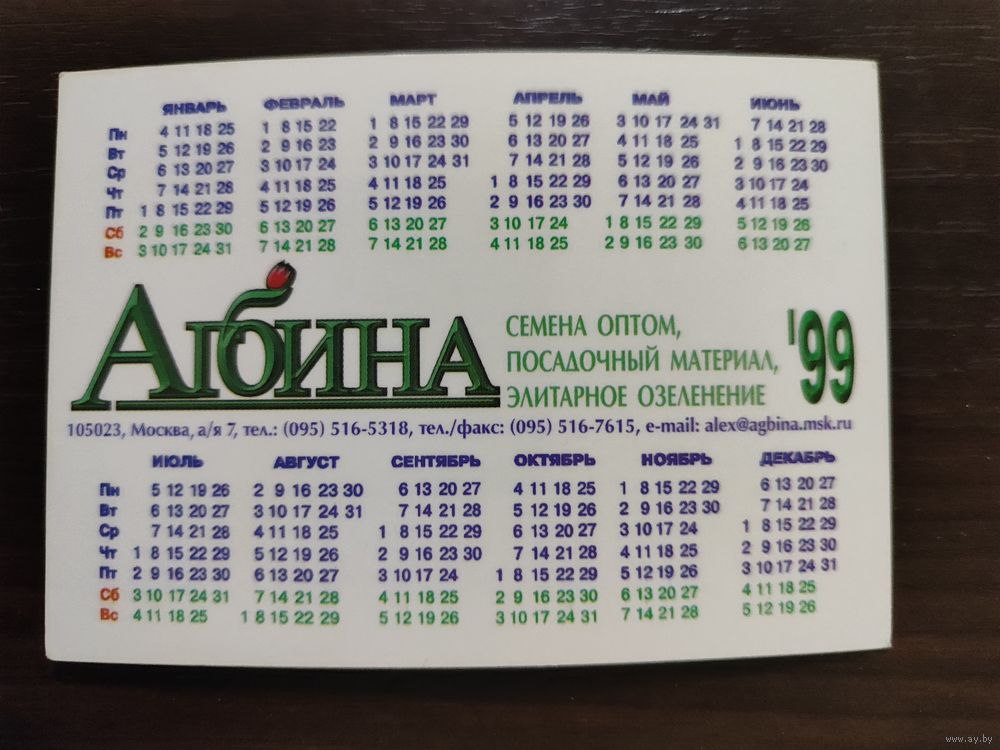 ЯНВАРЬ ФЕВРАЛЬ МАРТ АПРЕЛЬ МАЙ ИЮНЬ
Пн 4 11 18 25 1 8 15 22 1 8 15 22 29 5 12 19 26 3 10 17 24 31 7 14 21 28
Вт 5 12 19 26 2 9 16 23 2 9 16 23 30 6 13 20 27 4 11 18 25 1 8 15 22 29
Ср 6 13 20 27 3 10 17 24 3 10 17 24 31 7 14 21 28 5 12 19 26 2 9 16 23 30
Чт 7 14 21 28 4 11 18 25 4 11 18 25 1 8 15 22 29 6 13 20 27 3 10 17 24
Пт 1 8 15 22 29 5 12 19 26 5 12 19 26 2 9 16 23 30 7 14 21 28 4 11 18 25
Сб 2 9 16 23 30 6 13 20 27 6 13 20 27 3 10 17 24 1 8 15 22 29 5 12 19 26
Вс 3 10 17 24 31 7 14 21 28 7 14 21 28 4 11 18 25 2 9 16 23 30 6 13 20 27
АГБИНА
СЕМЕНА ОПТОМ,
ПОСАДОЧНЫЙ МАТЕРИАЛ,
ЭЛИТАРНОЕ ОЗЕЛЕНЕНИЕ
'99
105023, Москва, а/я 7, тел.: (095) 516-5318, тел./факс: (095) 516-7615, e-mail: alex@agbina.msk.ru
ИЮЛЬ АВГУСТ СЕНТЯБРЬ ОКТЯБРЬ НОЯБРЬ ДЕКАБРЬ
Пн 5 12 19 26 2 9 16 23 30 6 13 20 27 4 11 18 25 1 8 15 22 29 6 13 20 27
Вт 6 13 20 27 3 10 17 24 31 7 14 21 28 5 12 19 26 2 9 16 23 30 7 14 21 28
Ср 7 14 21 28 4 11 18 25 1 8 15 22 29 6 13 20 27 3 10 17 24 1 8 15 22 29
Чт 1 8 15 22 29 5 12 19 26 2 9 16 23 30 7 14 21 28 4 11 18 25 2 9 16 23 30
Пт 2 9 16 23 30 6 13 20 27 3 10 17 24 1 8 15 22 29 5 12 19 26 3 10 17 24 31
Сб 3 10 17 24 31 7 14 21 28 4 11 18 25 2 9 16 23 30 6 13 20 27 4 11 18 25
Вс 4 11 18 25 1 8 15 22 29 5 12 19 26 3 10 17 24 31 7 14 21 28 5 12 19 26
www.ay.by